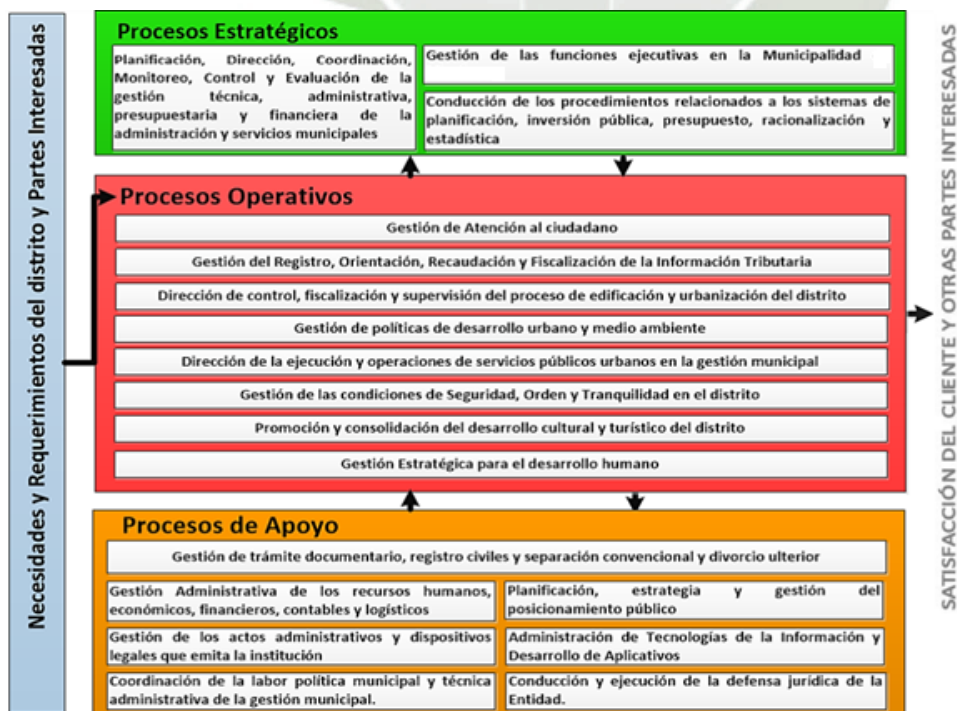 Necesidades y Requerimientos del distrito y Partes Interesadas
Procesos Estratégicos
Planificación, Dirección, Coordinación,
Monitoreo, Control y Evaluación de la
gestión técnica, administrativa,
presupuestaria y financiera de la
administración y servicios municipales
Gestión de las funciones ejecutivas en la Municipalidad
Conducción de los procedimientos relacionados a los sistemas de
planificación, inversión pública, presupuesto, racionalización y
estadística
Procesos Operativos
Gestión de Atención al ciudadano
Gestión del Registro, Orientación, Recaudación y Fiscalización de la Información Tributaria
Dirección de control, fiscalización y supervisión del proceso de edificación y urbanización del distrito
Gestión de políticas de desarrollo urbano y medio ambiente
Dirección de la ejecución y operaciones de servicios públicos urbanos en la gestión municipal
Gestión de las condiciones de Seguridad, Orden y Tranquilidad en el distrito
Promoción y consolidación del desarrollo cultural y turístico del distrito
Gestión Estratégica para el desarrollo humano
Procesos de Apoyo
Gestión de trámite documentario, registro civiles y separación convencional y divorcio ulterior
Gestión Administrativa de los recursos humanos,
económicos, financieros, contables y logísticos
Planificación, estrategia y gestión del
posicionamiento público
Gestión de los actos administrativos y dispositivos
legales que emita la institución
Administración de Tecnologías de la Información y
Desarrollo de Aplicativos
Coordinación de la labor política municipal y técnica
administrativa de la gestión municipal.
Conducción y ejecución de la defensa jurídica de la
Entidad.
SATISFACCIÓN DEL CLIENTE Y OTRAS PARTES INTERESADAS